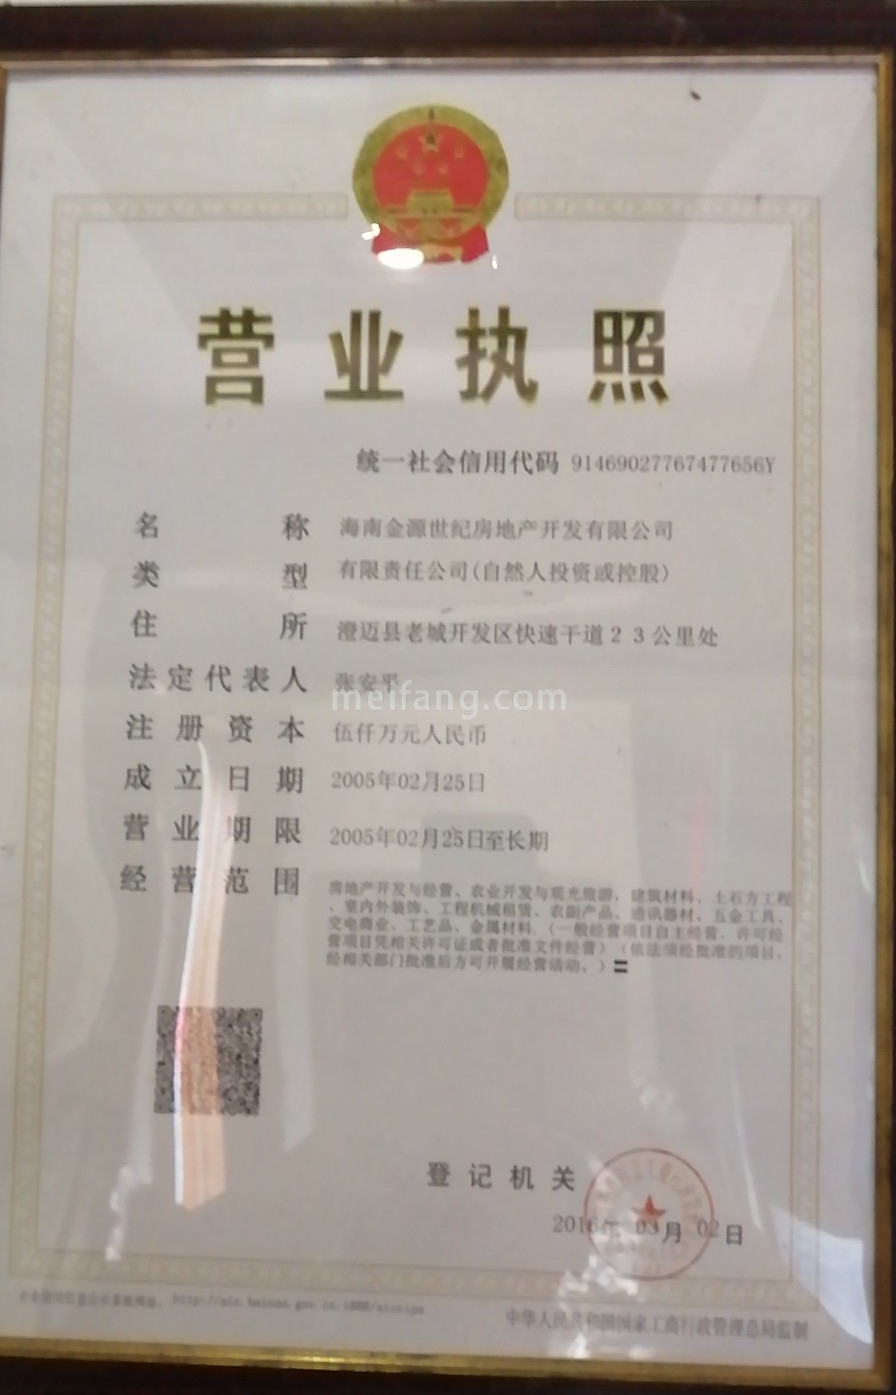 营业执照
统一社会信用代码 91469027767477656Y
名称 海南金源世纪房地产开发有限公司
类型 有限责任公司(自然人投资或控股)
住所 澄迈县老城开发区快速干道23公里处
法定代表人 张安平
meifang.com
注册资本 伍仟万元人民币
成立日期 2005年02月25日
营业期限 2005年02月25日至长期
经营范围 房地产开发与经营、农业开发与观光旅游、建筑材料、土石方工程
、室内外装饰、工程机械租赁、农副产品、通讯器材、五金工具、
交电商业、工艺品、金属材料、(一般经营项目自主经营,许可经
营项目凭相关许可证或者批准文件经营)(依法须经批准的项目,
经相关部门批准后方可开展经营活动。)
登记机关
2016年 03月 02日
中华人民共和国国家工商行政管理总局监制